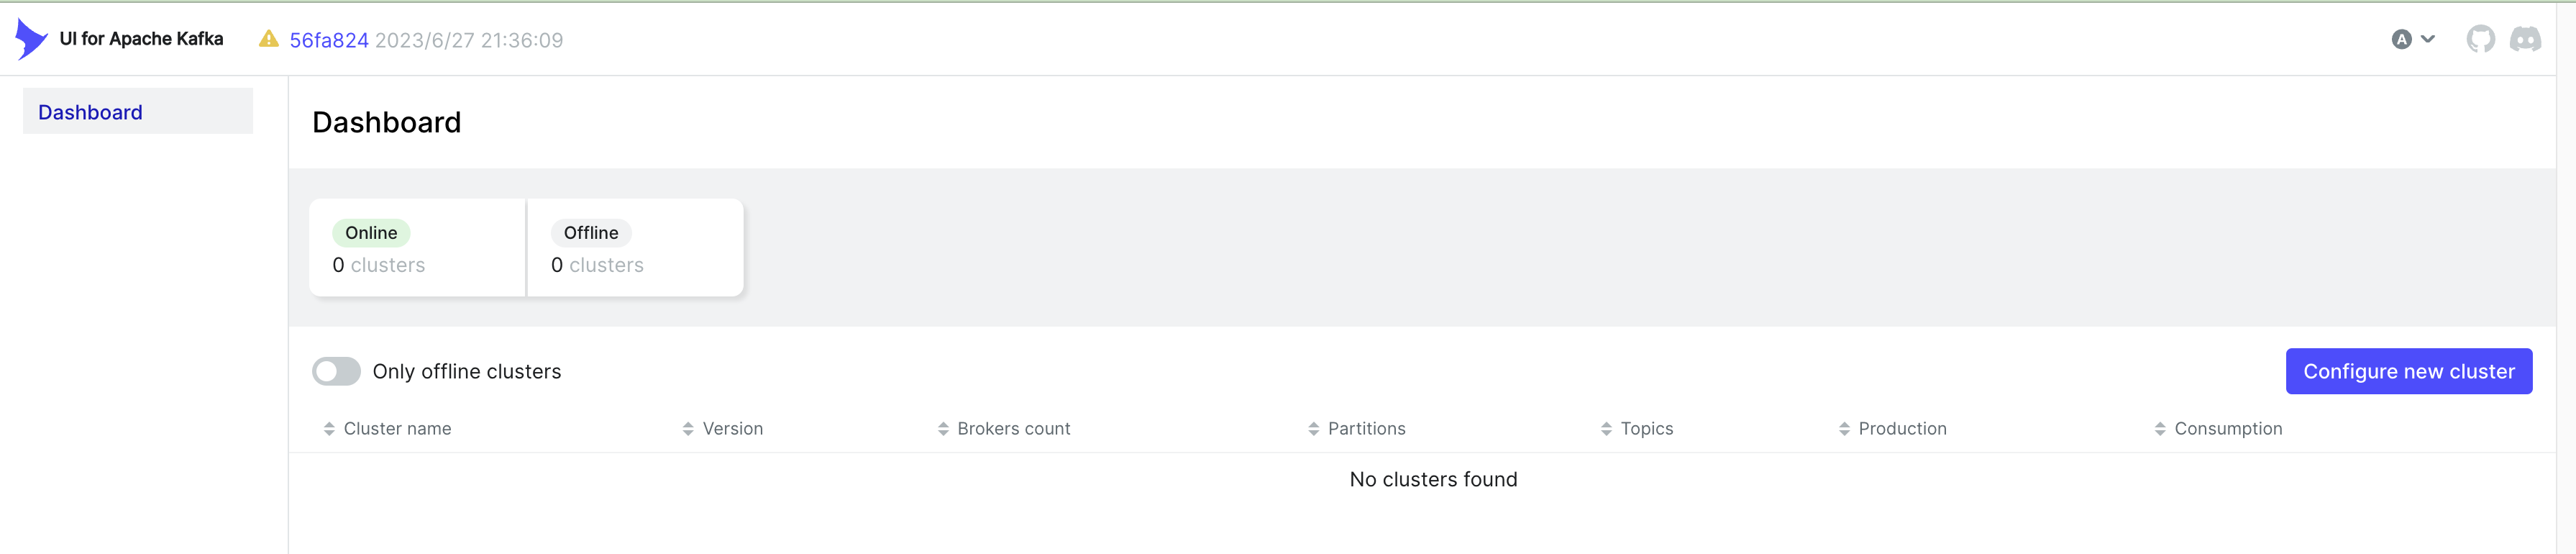 UI for Apache Kafka
56fa824 2023/6/27 21:36:09
A
Dashboard
Dashboard
Online
0 clusters
Offline
0 clusters
Only offline clusters
Configure new cluster
Cluster name Version Brokers count Partitions Topics Production Consumption
No clusters found